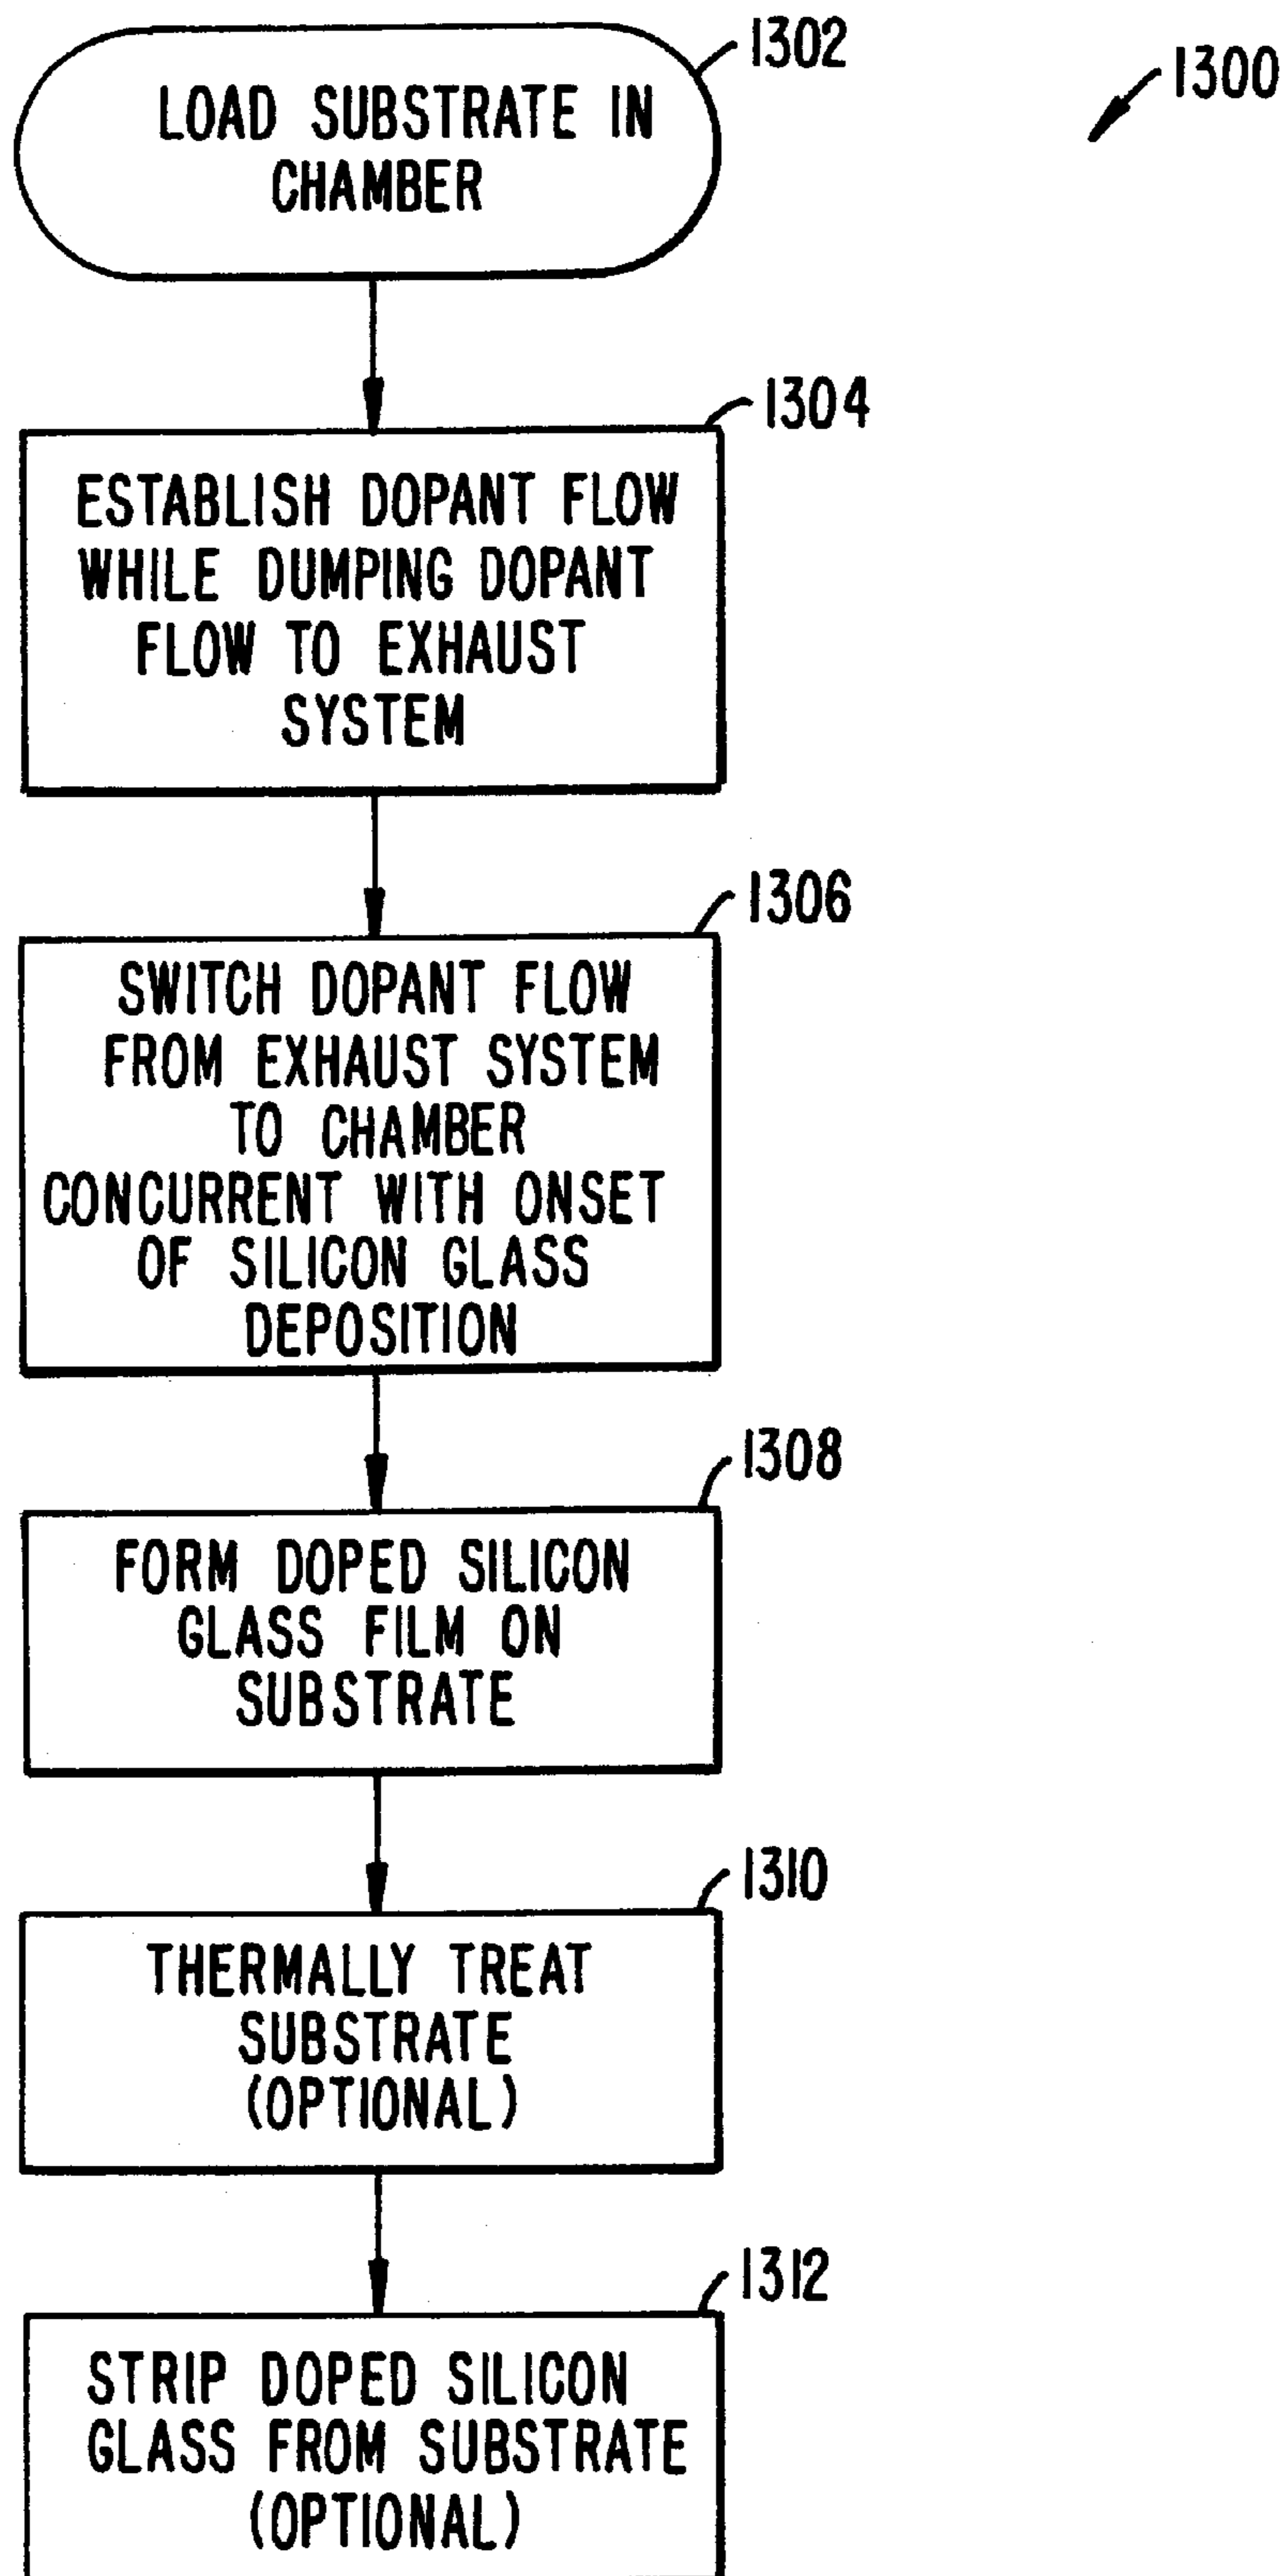 1302
1300
LOAD SUBSTRATE IN
CHAMBER
1304
ESTABLISH DOPANT FLOW
WHILE DUMPING DOPANT
FLOW TO EXHAUST
SYSTEM
1306
SWITCH DOPANT FLOW
FROM EXHAUST SYSTEM
TO CHAMBER
CONCURRENT WITH ONSET
OF SILICON GLASS
DEPOSITION
1308
FORM DOPED SILICON
GLASS FILM ON
SUBSTRATE
1310
THERMALLY TREAT
SUBSTRATE
(OPTIONAL)
1312
STRIP DOPED SILICON
GLASS FROM SUBSTRATE
(OPTIONAL)